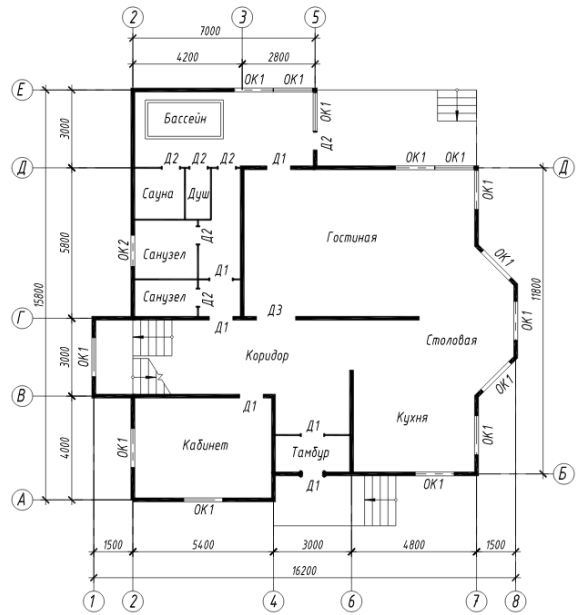 2 3 5
7000
4200 2800
Е ОК1 ОК1
3000 Бассейн ОК1
Д2
Д Д2 Д2 Д2 Д1 ОК1 ОК1 Д
Сауна Душ ОК1
5800 Д2 Гостиная
ОК2 Санузел ОК1
15800 Д1 11800
Санузел Д2
Г Д1 Д3 ОК1
3000 ОК1 Коридор Столовая
ОК1
В Д1
ОК1 Кабинет Д1 Кухня ОК1
4000 Тамбур
Д1 ОК1 Б
А ОК1
1500 5400 3000 4800 1500
16200
1 2 4 6 7 8